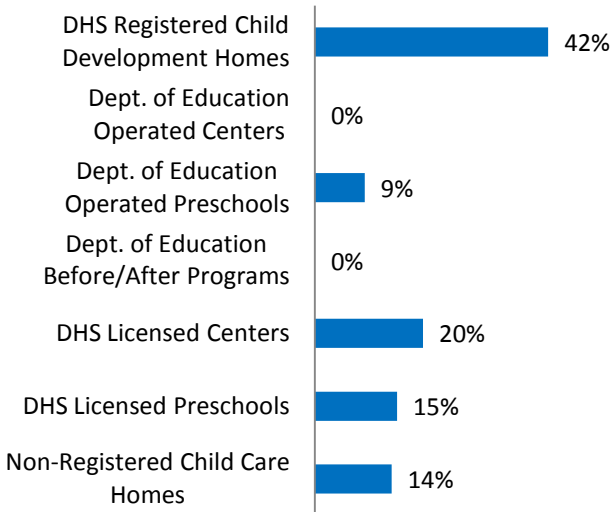 DHS Registered Child
Development Homes
42%
Dept. of Education
Operated Centers
0%
Dept. of Education
Operated Preschools
9%
Dept. of Education
Before/After Programs
0%
DHS Licensed Centers
20%
DHS Licensed Preschools
15%
Non-Registered Child Care
Homes
14%